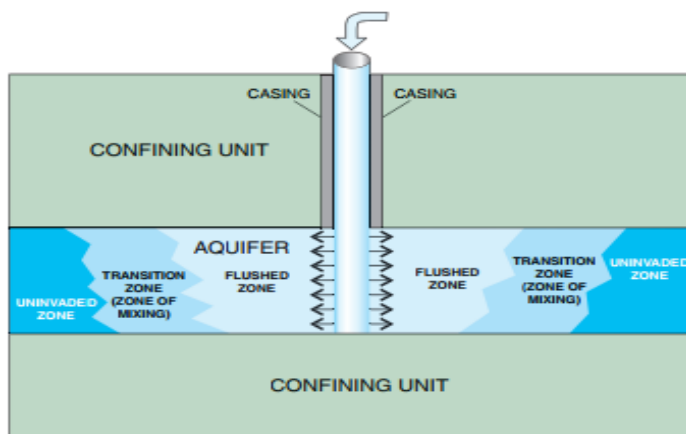 CASING
CASING
CONFINING UNIT
AQUIFER
TRANSITION
ZONE
(ZONE OF
MIXING)
FLUSHED
ZONE
UNINVADED
ZONE
FLUSHED
ZONE
TRANSITION
ZONE
(ZONE OF
MIXING)
UNINVADED
ZONE
CONFINING UNIT